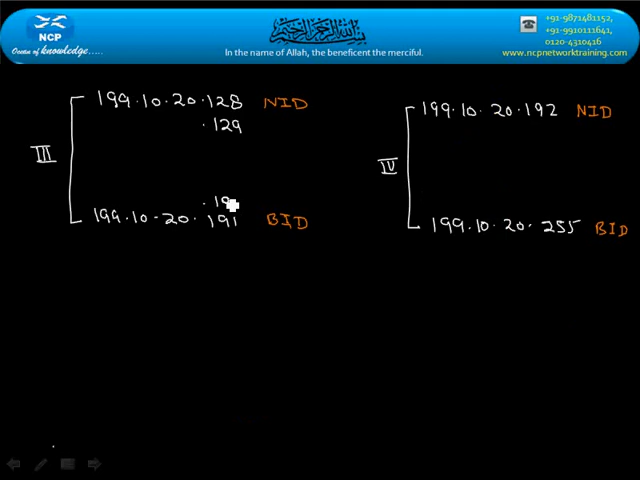 NCP
Ocean of knowledge.....
In the name of Allah, the beneficent the merciful.
+91-9871481152,
+91-9910111641,
0120-4310416
www.ncpnetworktraining.com
III
199.10.20.128 NID
.129
.19
199.10.20.191 BID
IV
199.10.20.192 NID
199.10.20.255 BID